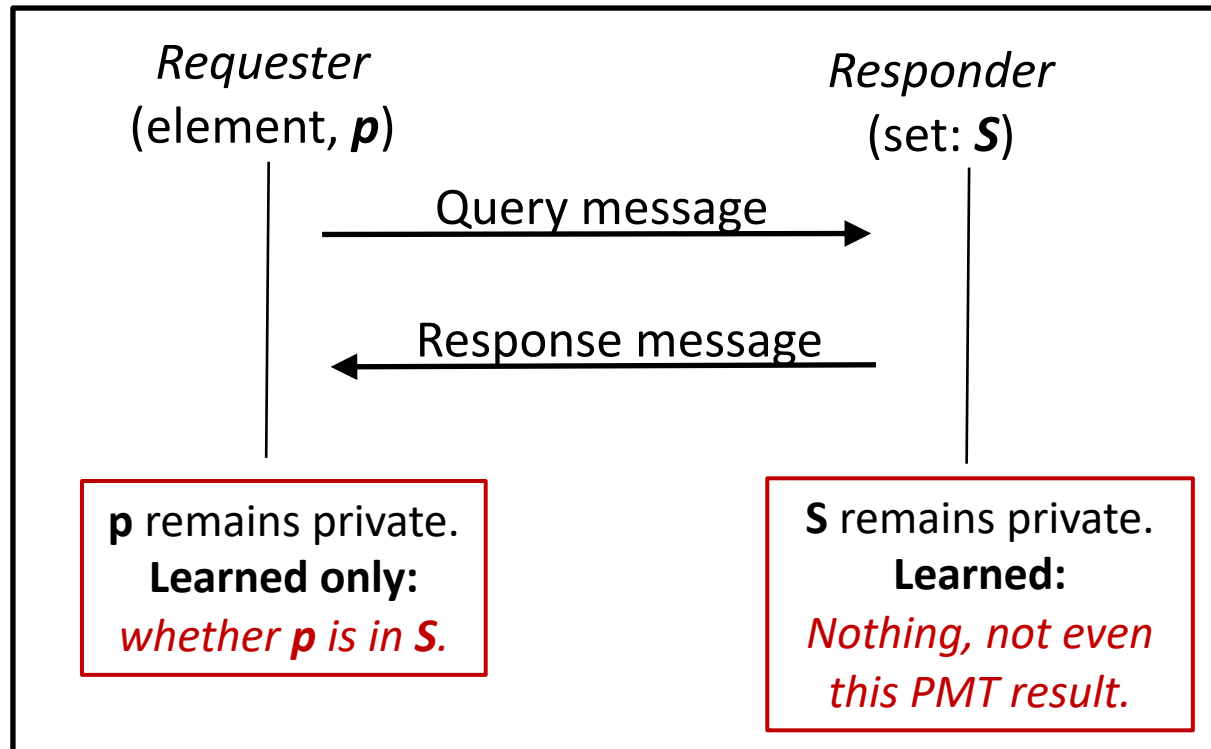 Requester
(element, p)
Responder
(set: S)
Query message
Response message
p remains private.
Learned only:
whether p is in S.
S remains private.
Learned:
Nothing, not even
this PMT result.